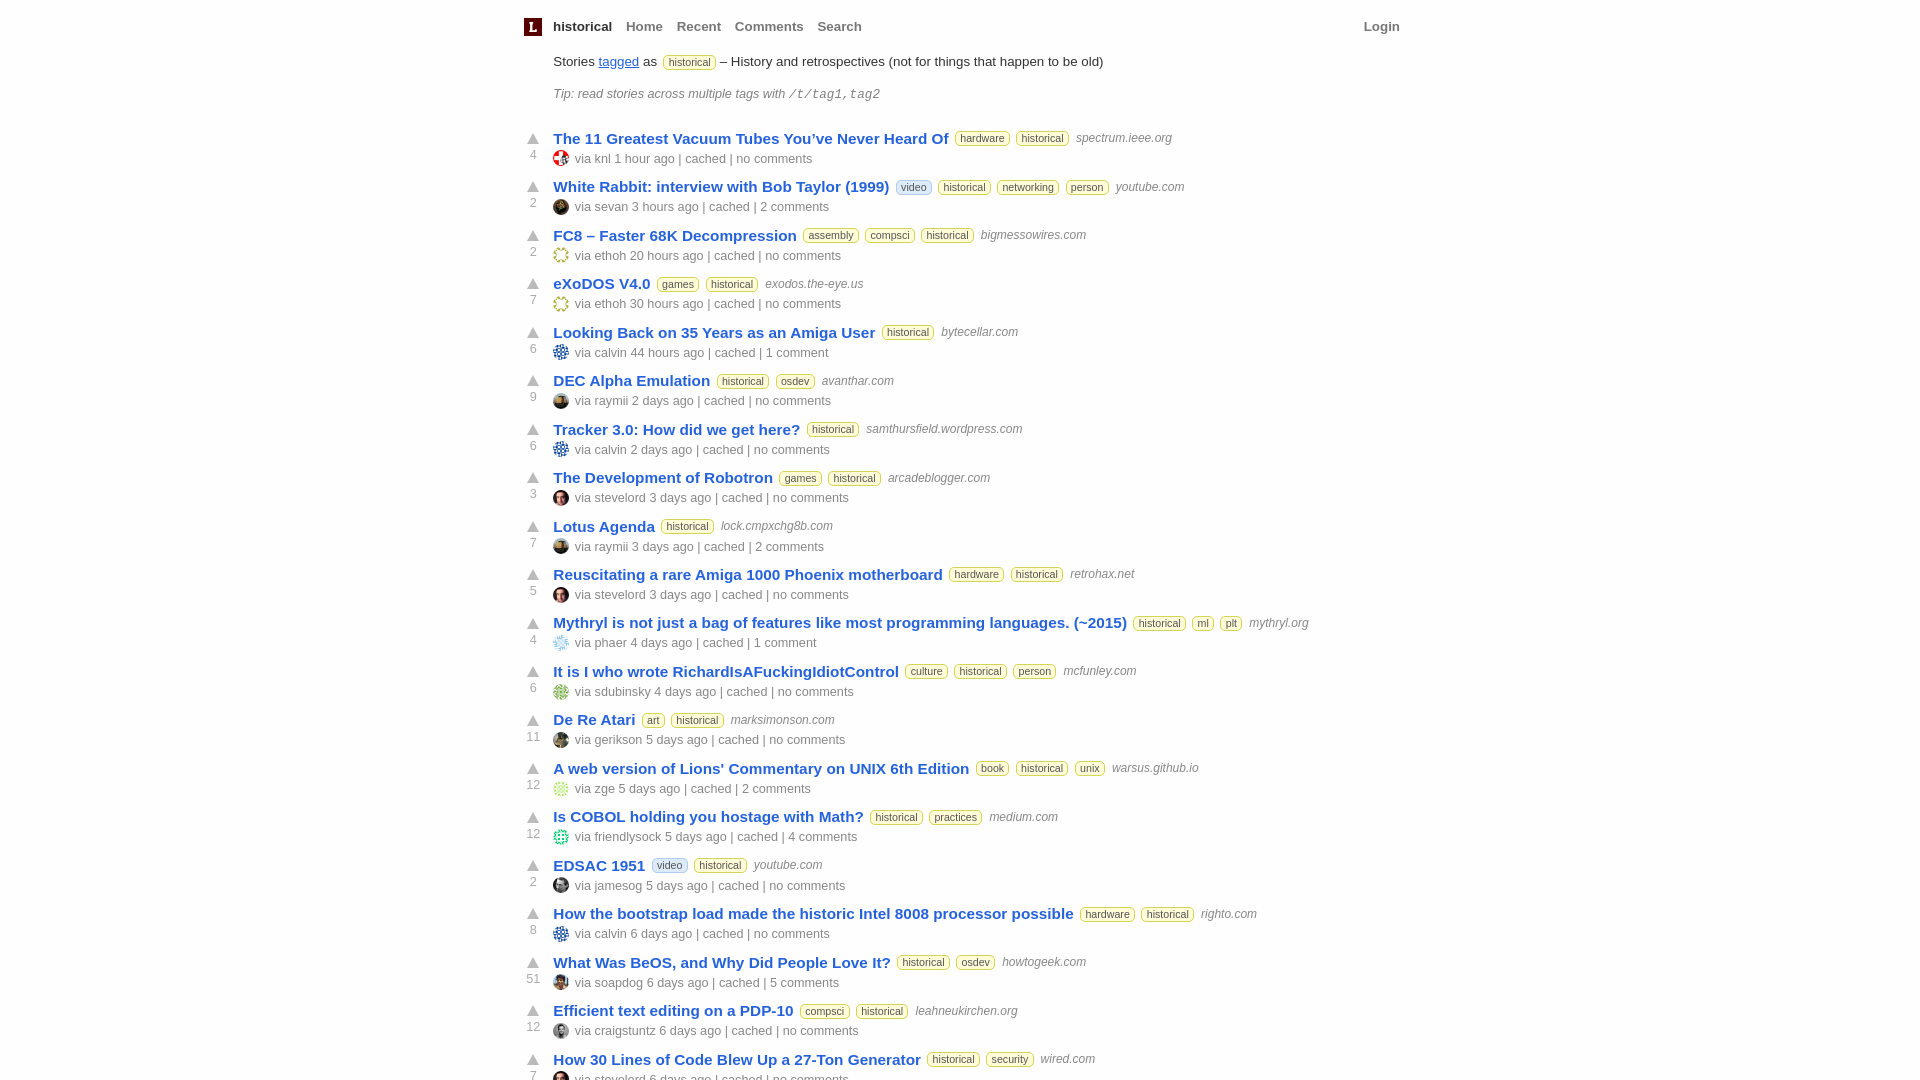 L historical Home Recent Comments Search Login
Stories tagged as historical – History and retrospectives (not for things that happen to be old)
Tip: read stories across multiple tags with /t/tag1,tag2
The 11 Greatest Vacuum Tubes You’ve Never Heard Of hardware historical spectrum.ieee.org
4 via knl 1 hour ago | cached | no comments
White Rabbit: interview with Bob Taylor (1999) video historical networking person youtube.com
2 via sevan 3 hours ago | cached | 2 comments
FC8 – Faster 68K Decompression assembly compsci historical bigmessowires.com
2 via ethoh 20 hours ago | cached | no comments
eXoDOS V4.0 games historical exodos.the-eye.us
7 via ethoh 30 hours ago | cached | no comments
Looking Back on 35 Years as an Amiga User historical bytecellar.com
6 via calvin 44 hours ago | cached | 1 comment
DEC Alpha Emulation historical osdev avanthar.com
9 via raymii 2 days ago | cached | no comments
Tracker 3.0: How did we get here? historical samthursfield.wordpress.com
6 via calvin 2 days ago | cached | no comments
The Development of Robotron games historical arcadeblogger.com
3 via stevelord 3 days ago | cached | no comments
Lotus Agenda historical lock.cmpxchg8b.com
7 via raymii 3 days ago | cached | 2 comments
Reuscitating a rare Amiga 1000 Phoenix motherboard hardware historical retrohax.net
5 via stevelord 3 days ago | cached | no comments
Mythryl is not just a bag of features like most programming languages. (~2015) historical ml plt mythryl.org
4 via phaer 4 days ago | cached | 1 comment
It is I who wrote RichardIsAFuckingIdiotControl culture historical person mcfunley.com
6 via sdubinsky 4 days ago | cached | no comments
De Re Atari art historical marksimonson.com
11 via gerikson 5 days ago | cached | no comments
A web version of Lions' Commentary on UNIX 6th Edition book historical unix warsus.github.io
12 via zge 5 days ago | cached | 2 comments
Is COBOL holding you hostage with Math? historical practices medium.com
12 via friendlysock 5 days ago | cached | 4 comments
EDSAC 1951 video historical youtube.com
2 via jamesog 5 days ago | cached | no comments
How the bootstrap load made the historic Intel 8008 processor possible hardware historical righto.com
8 via calvin 6 days ago | cached | no comments
What Was BeOS, and Why Did People Love It? historical osdev howtogeek.com
51 via soapdog 6 days ago | cached | 5 comments
Efficient text editing on a PDP-10 compsci historical leahneukirchen.org
12 via craigstuntz 6 days ago | cached | no comments
How 30 Lines of Code Blew Up a 27-Ton Generator historical security wired.com
7 via stevelord 6 days ago | cached | no comments